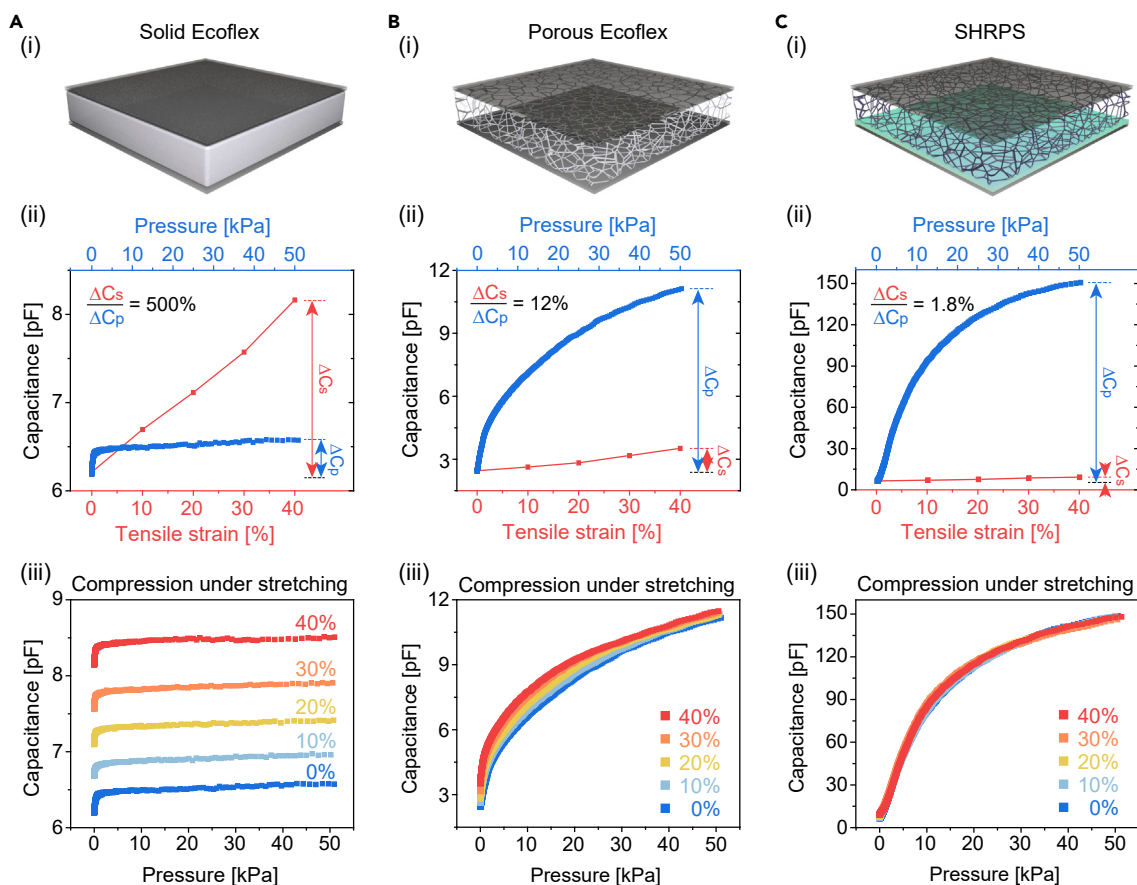 A
Solid Ecoflex
(i)
(ii)
Pressure [kPa]
0 10 20 25 40 50
ΔCs
ΔCp
= 500%
Capacitance [pF]
8
7
6
ΔCs
ΔCp
0 10 20 30 40
Tensile strain [%]
(iii)
Compression under stretching
Capacitance [pF]
9
8
7
6
40%
30%
20%
10%
0%
0 10 20 30 40 50
Pressure [kPa]
B
Porous Ecoflex
(i)
(ii)
Pressure [kPa]
0 10 20 25 40 50
ΔCs
ΔCp
= 12%
Capacitance [pF]
12
9
6
3
ΔCp
ΔCs
0 10 20 30 40
Tensile strain [%]
(iii)
Compression under stretching
Capacitance [pF]
12
9
6
3
40%
30%
20%
10%
0%
0 10 20 30 40 50
Pressure [kPa]
C
SHRPS
(i)
(ii)
Pressure [kPa]
0 10 20 25 40 50
ΔCs
ΔCp
= 1.8%
Capacitance [pF]
150
120
90
60
30
0
ΔCp
ΔCs
0 10 20 30 40
Tensile strain [%]
(iii)
Compression under stretching
Capacitance [pF]
150
120
90
60
30
0
40%
30%
20%
10%
0%
0 10 20 30 40 50
Pressure [kPa]